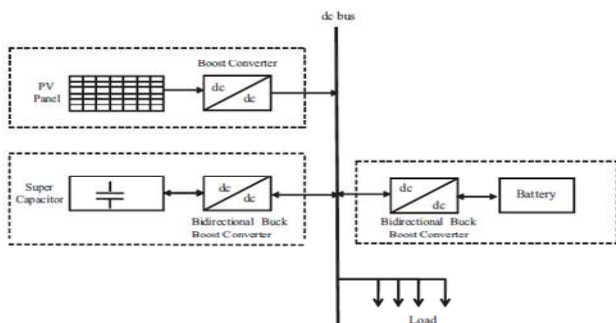 dc bus
Boost Converter
PV
Panel
dc
dc
Super
Capacitor
dc
dc
Bidirectional Buck
Boost Converter
dc
dc
Battery
Bidirectional Buck
Boost Converter
Load